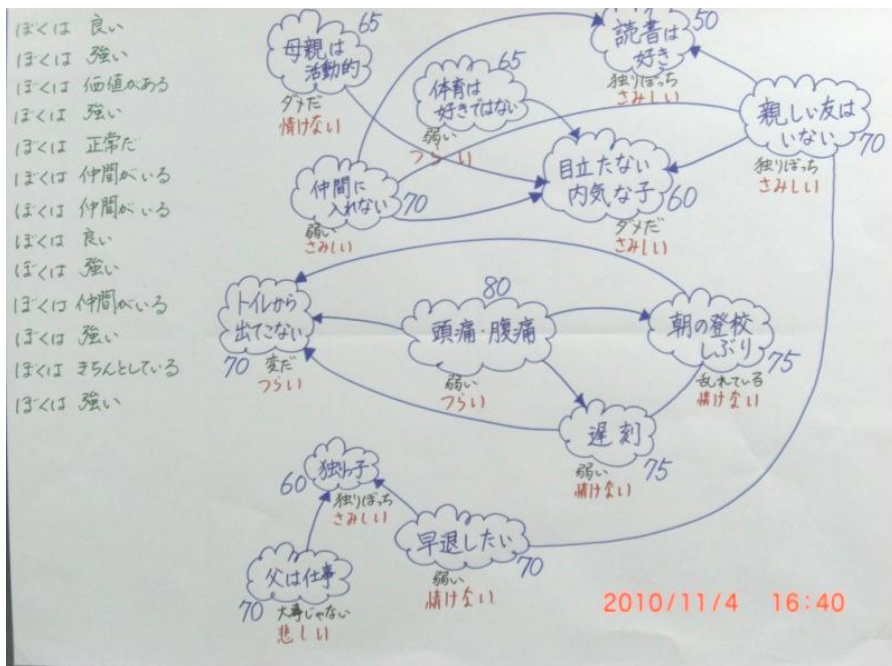 ぼくは 良い
ぼくは 強い
ぼくは 価値がある
ぼくは 強い
ぼくは 正常だ
ぼくは 仲間がいる
ぼくは 仲間がいる
ぼくは 良い
ぼくは 強い
ぼくは 仲間がいる
ぼくは 強い
ぼくは きちんとしている
ぼくは 強い
母親は
活動的
65
ダメだ
情けない
体育は
好きではない
65
弱い
つらい
読書は
好き
50
独りぼっち
さみしい
親しい友は
いない
70
独りぼっち
さみしい
仲間に
入れない
70
弱い
さみしい
目立たない
内気な子
60
ダメだ
さみしい
トイレから
出てこない
70
変だ
つらい
80
頭痛・腹痛
弱い
つらい
朝の登校
しぶり
75
乱れている
情けない
遅刻
75
弱い
情けない
独りっ子
60
独りぼっち
さみしい
早退したい
70
弱い
情けない
父は仕事
70
大事じゃない
悲しい
2010/11/4 16:40